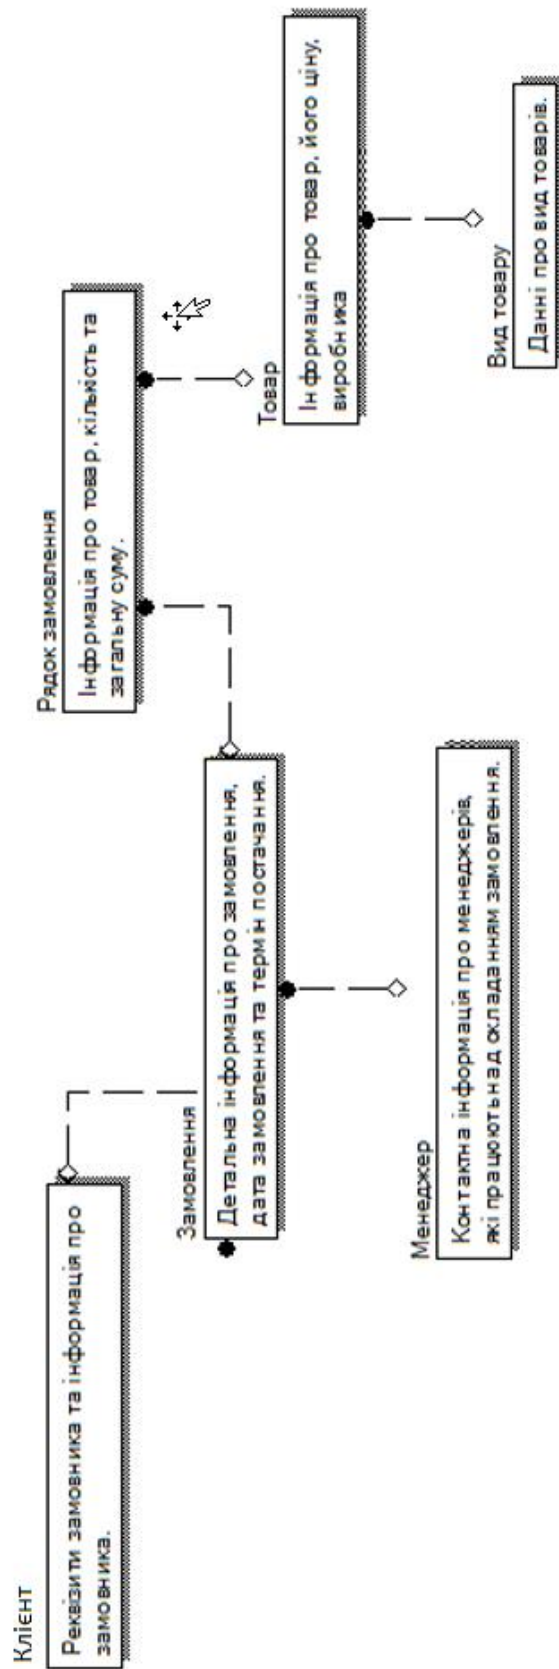 Клієнт
Реквізити замовника та інформація про
замовника.
Замовлення
Детальна інформація про замовлення,
дата замовлення та термін постачання.
Менеджер
Контактна інформація про менеджерів,
які працюють над складанням замовлення.
Рядок замовлення
Інформація про товар, кількість та
загальну суму.
Товар
Інформація про товар, його ціну,
виробника
Вид товару
Данні про вид товарів.